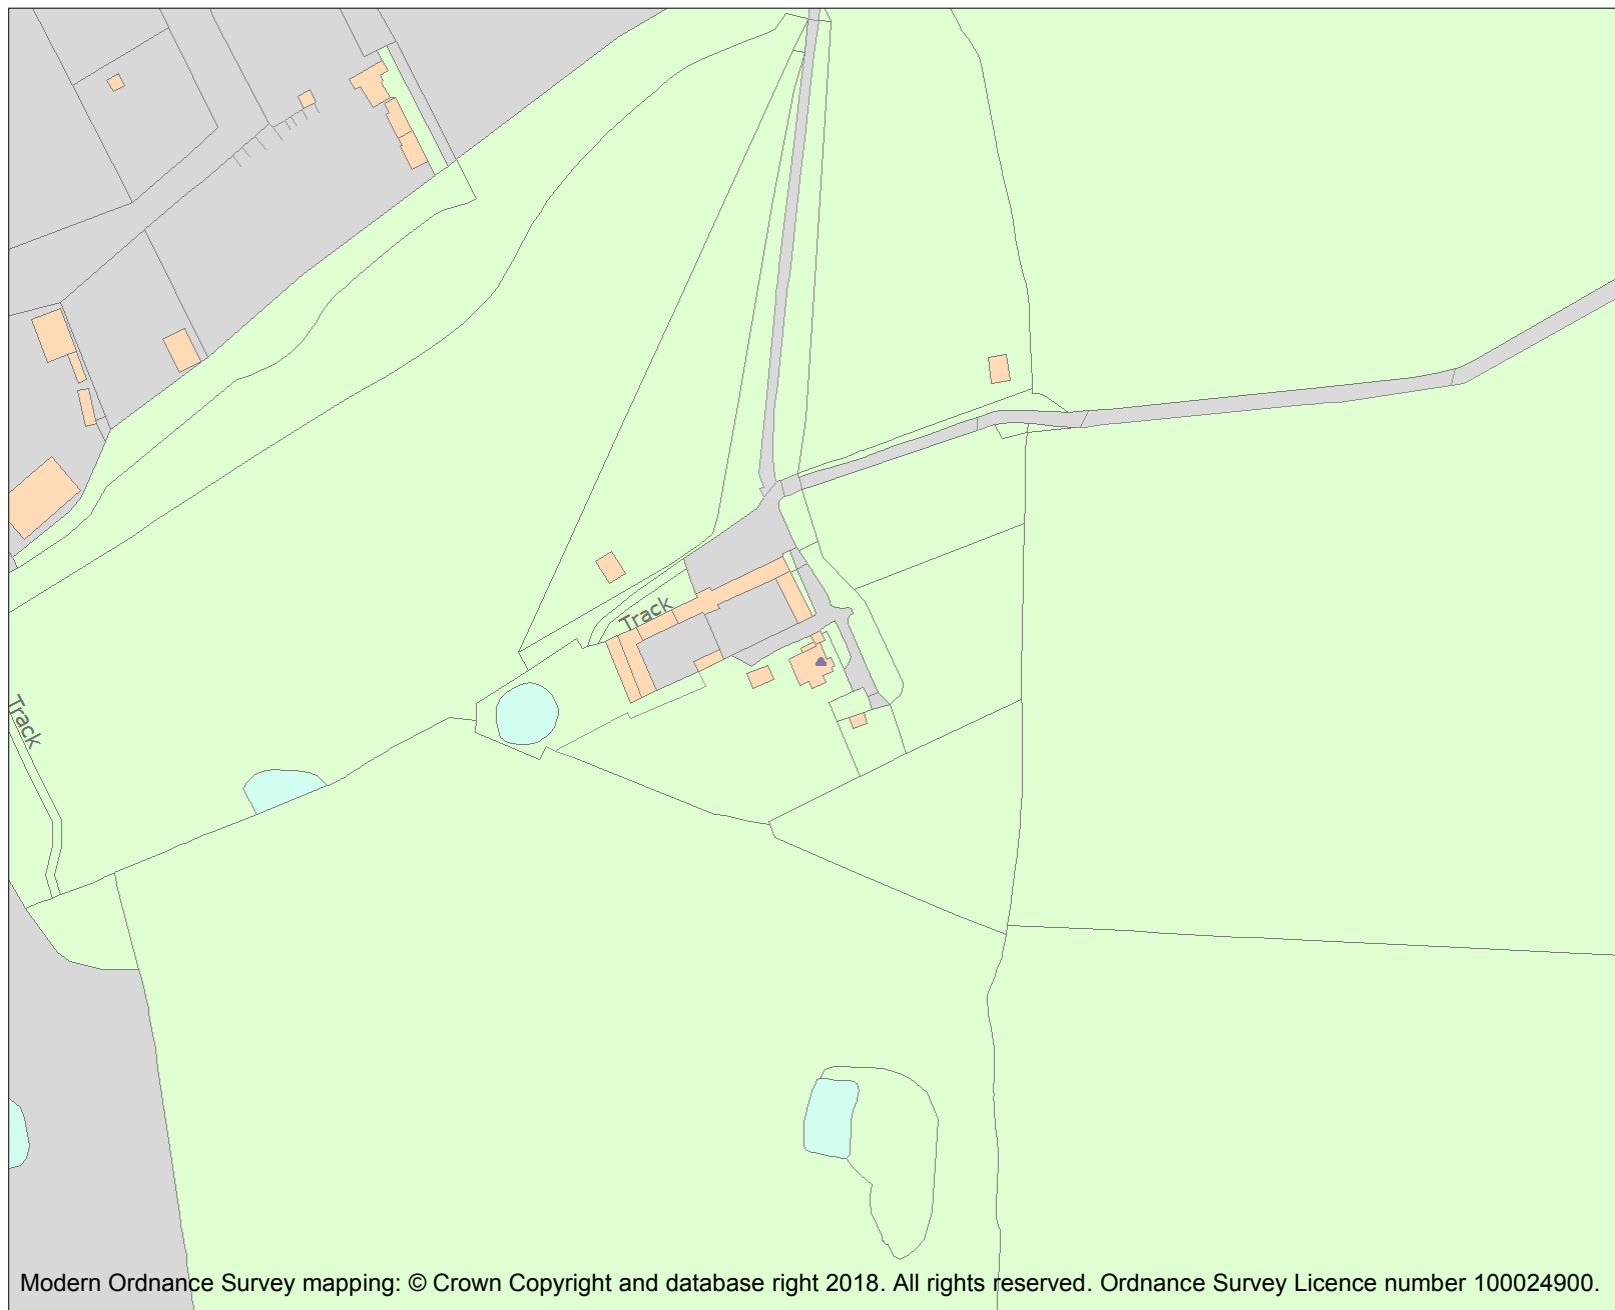 Track
Track
Modern Ordnance Survey mapping: © Crown Copyright and database right 2018. All rights reserved. Ordnance Survey Licence number 100024900.